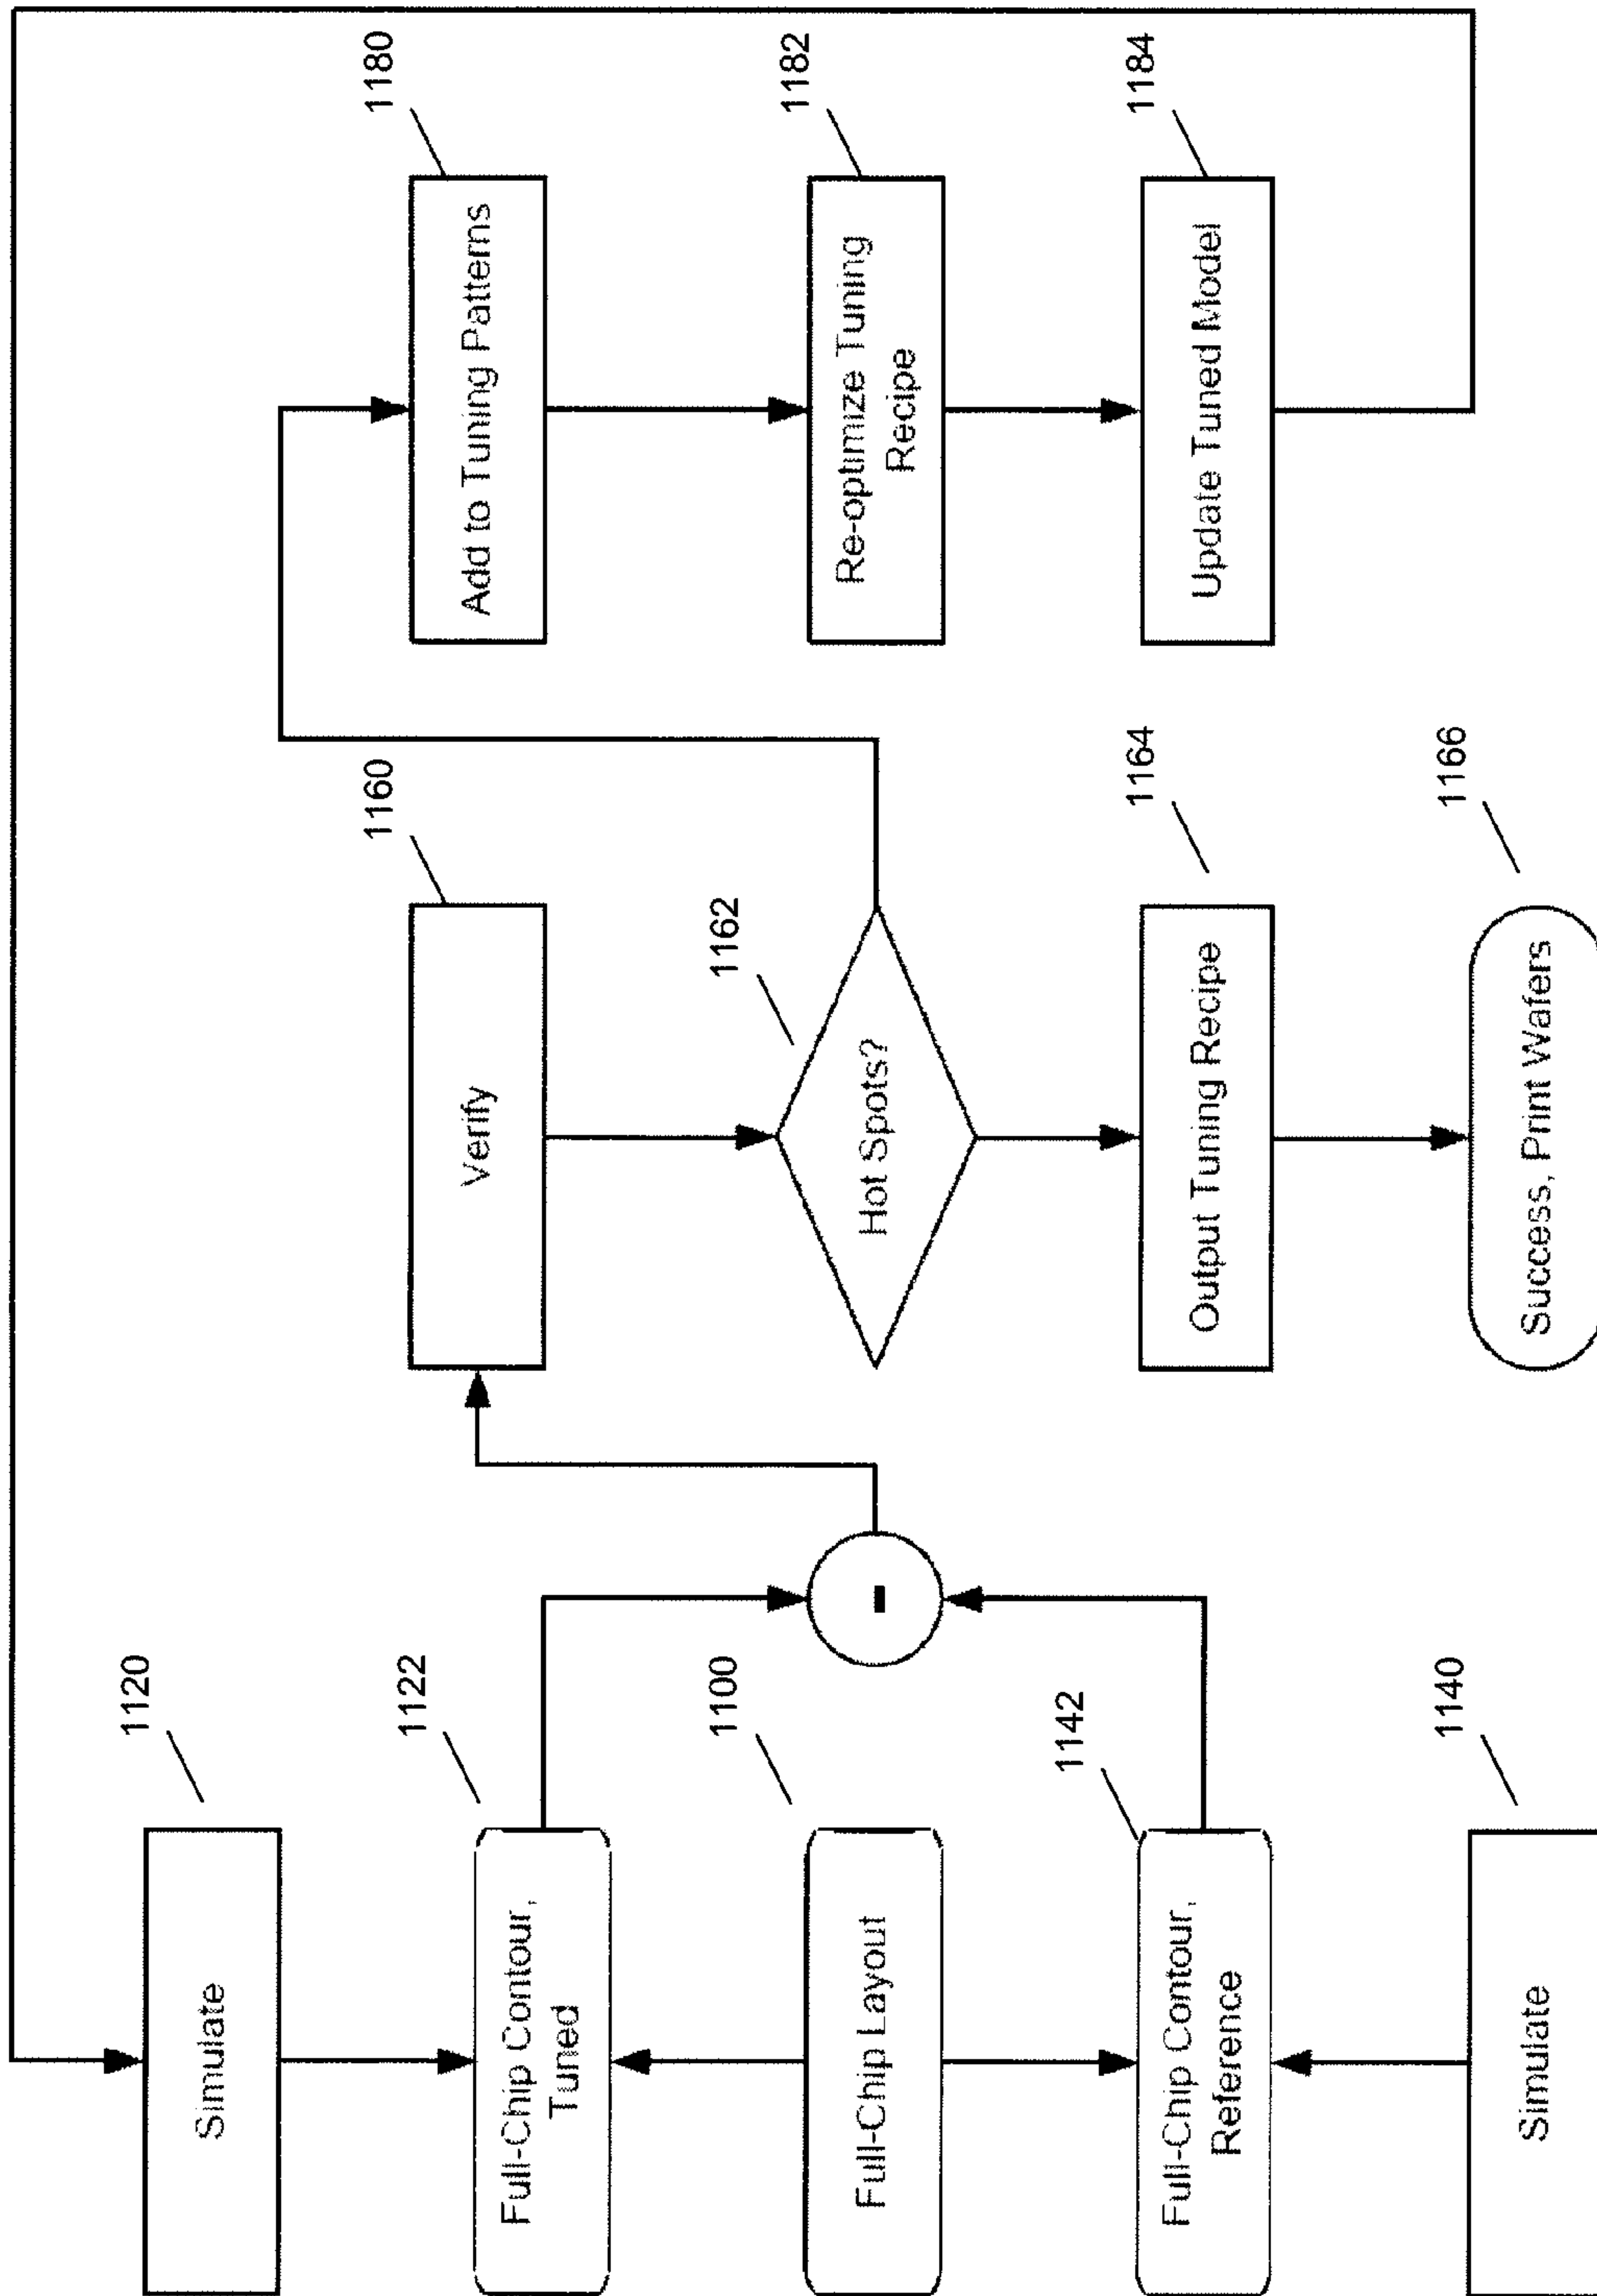 1120
Simulate
1122
Full-Chip Contour,
Tuned
1100
Full-Chip Layout
1142
Full-Chip Contour,
Reference
1140
Simulate
-
1160
Verify
1162
Hot Spots?
1164
Output Tuning Recipe
1166
Success, Print Wafers
1180
Add to Tuning Patterns
1182
Re-optimize Tuning
Recipe
1184
Update Tuned Model